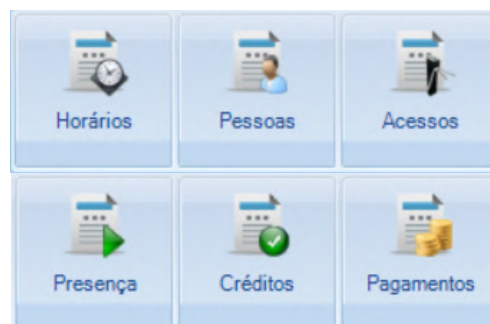 Horários
Pessoas
Acessos
Presença
Créditos
Pagamentos